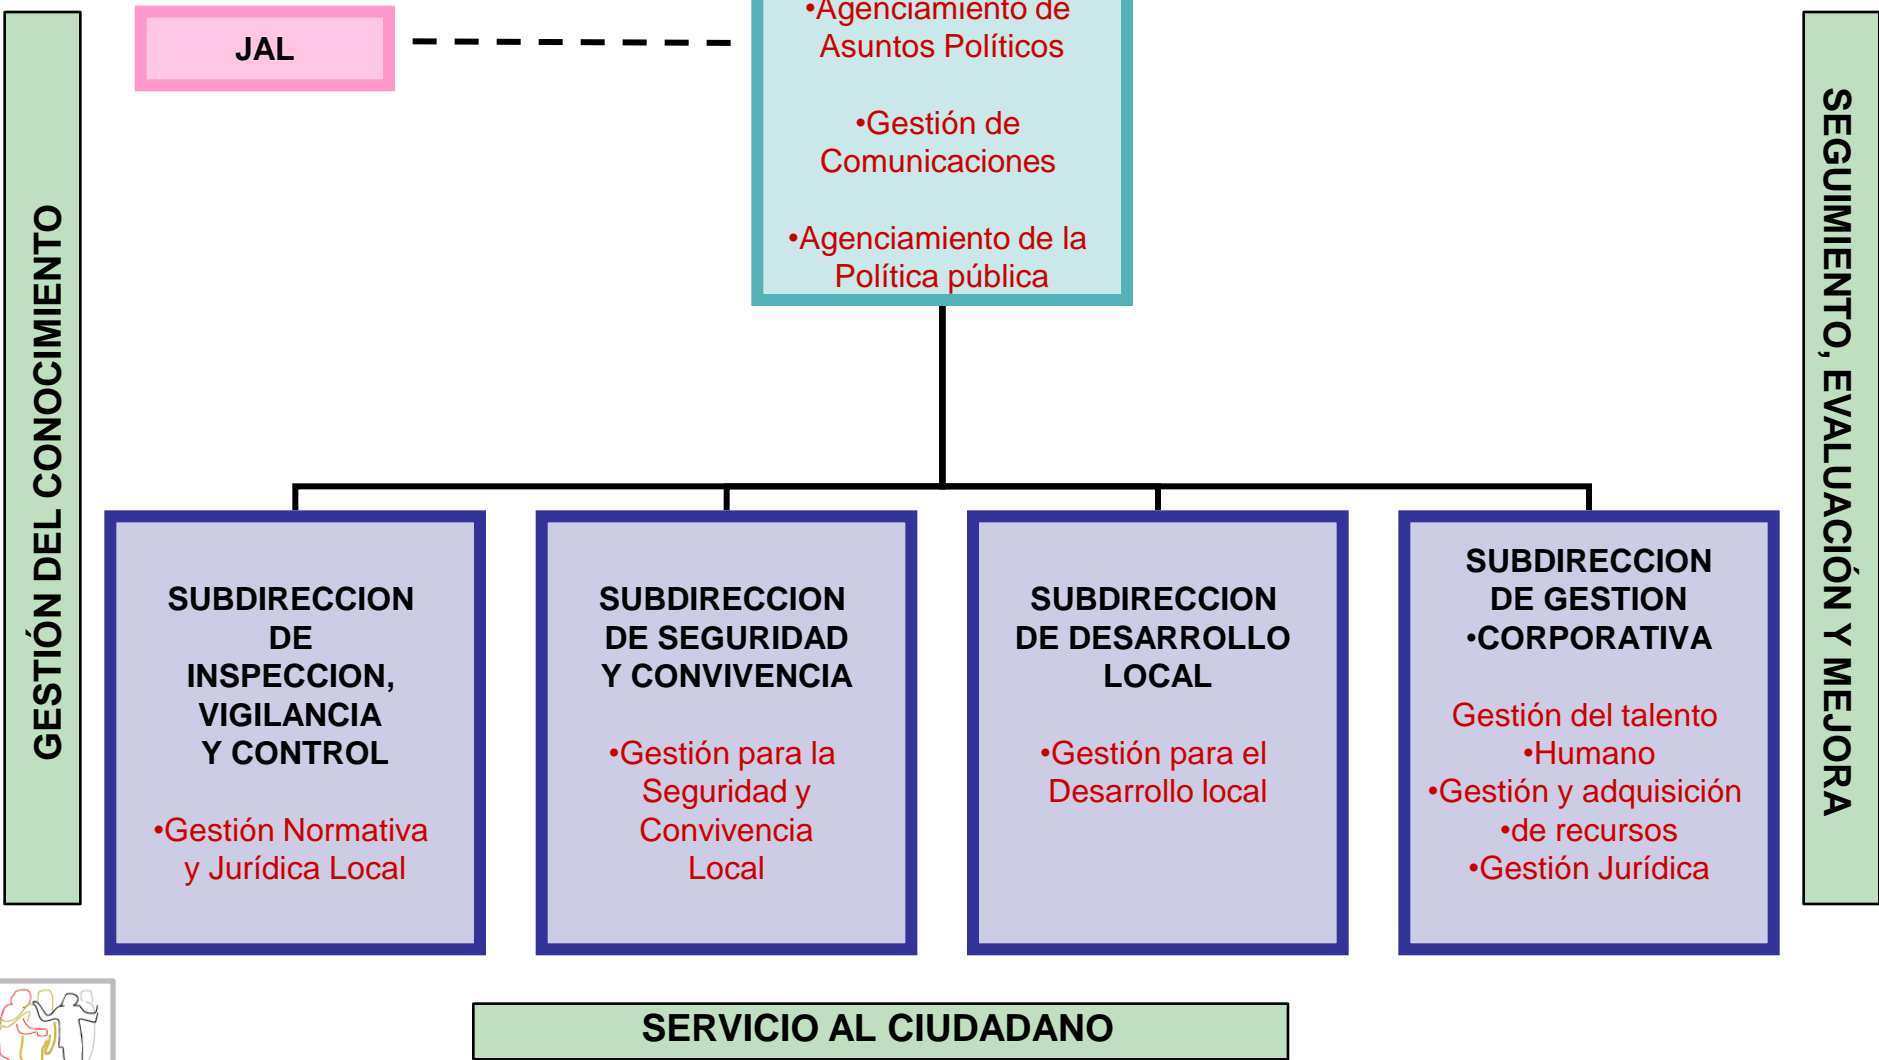 •Agenciamiento de
Asuntos Políticos
JAL
•Gestión de
Comunicaciones
•Agenciamiento de la
Política pública
GESTIÓN DEL CONOCIMIENTO
SEGUIMIENTO, EVALUACIÓN Y MEJORA
SUBDIRECCION
DE
INSPECCION,
VIGILANCIA
Y CONTROL
•Gestión Normativa
y Jurídica Local
SUBDIRECCION
DE SEGURIDAD
Y CONVIVENCIA
•Gestión para la
Seguridad y
Convivencia
Local
SUBDIRECCION
DE DESARROLLO
LOCAL
•Gestión para el
Desarrollo local
SUBDIRECCION
DE GESTION
•CORPORATIVA
Gestión del talento
•Humano
•Gestión y adquisición
•de recursos
•Gestión Jurídica
SERVICIO AL CIUDADANO